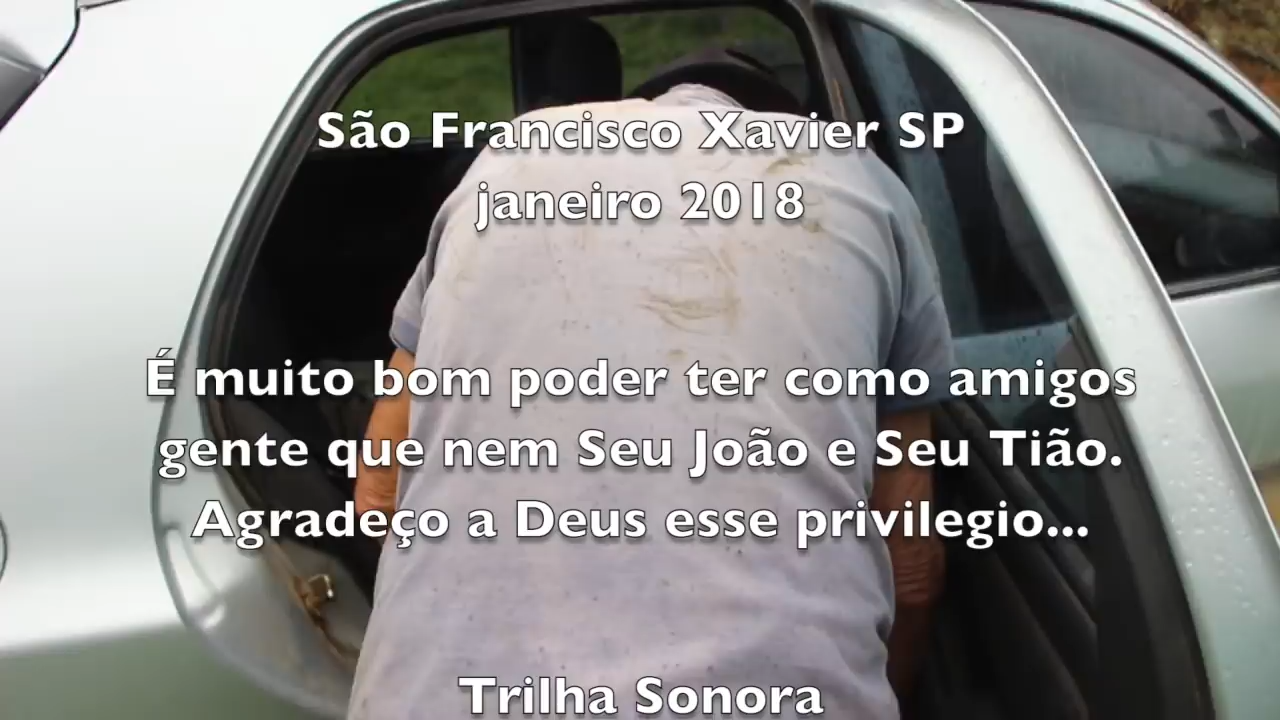 São Francisco Xavier SP
janeiro 2018
É muito bom poder ter como amigos
gente que nem Seu João e Seu Tião.
Agradeço a Deus esse privilegio...
Trilha Sonora